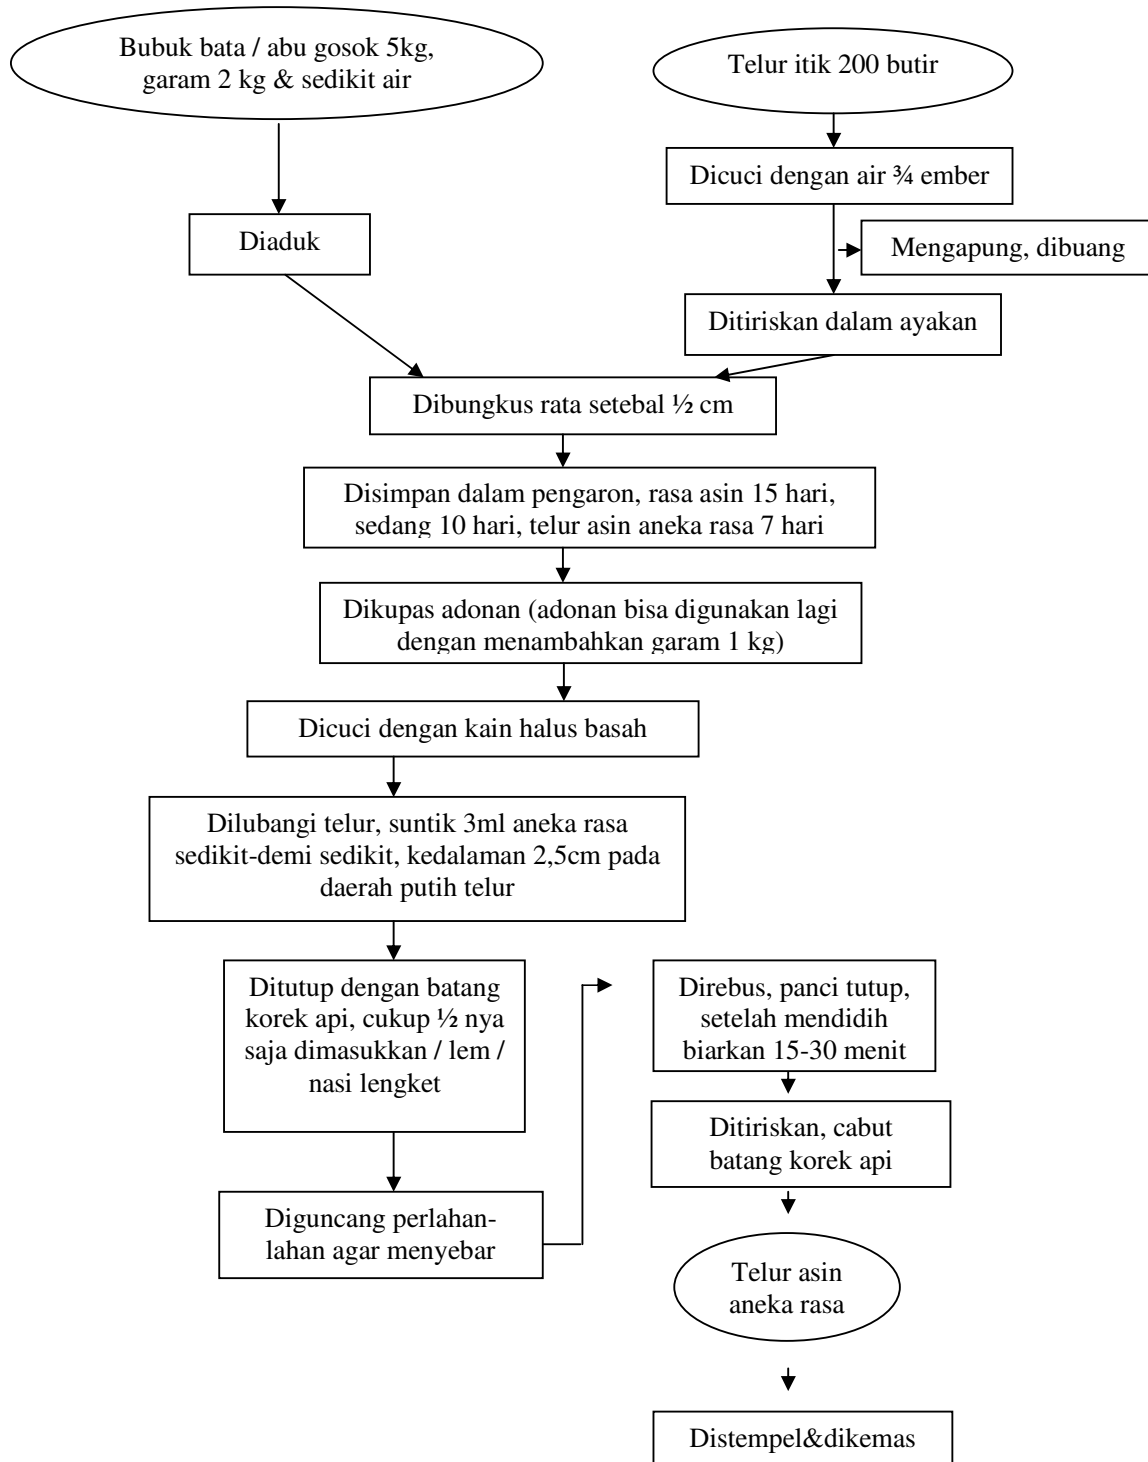 Bubuk bata / abu gosok 5kg,
garam 2 kg & sedikit air
Telur itik 200 butir
Dicuci dengan air ¾ ember
Diaduk
Mengapung, dibuang
Ditiriskan dalam ayakan
Dibungkus rata setebal ½ cm
Disimpan dalam pengaron, rasa asin 15 hari,
sedang 10 hari, telur asin aneka rasa 7 hari
Dikupas adonan (adonan bisa digunakan lagi
dengan menambahkan garam 1 kg)
Dicuci dengan kain halus basah
Dilubangi telur, suntik 3ml aneka rasa
sedikit-demi sedikit, kedalaman 2,5cm pada
daerah putih telur
Ditutup dengan batang
korek api, cukup ½ nya
saja dimasukkan / lem /
nasi lengket
Diguncang perlahan-
lahan agar menyebar
Direbus, panci tutup,
setelah mendidih
biarkan 15-30 menit
Ditiriskan, cabut
batang korek api
Telur asin
aneka rasa
Distempel&dikemas